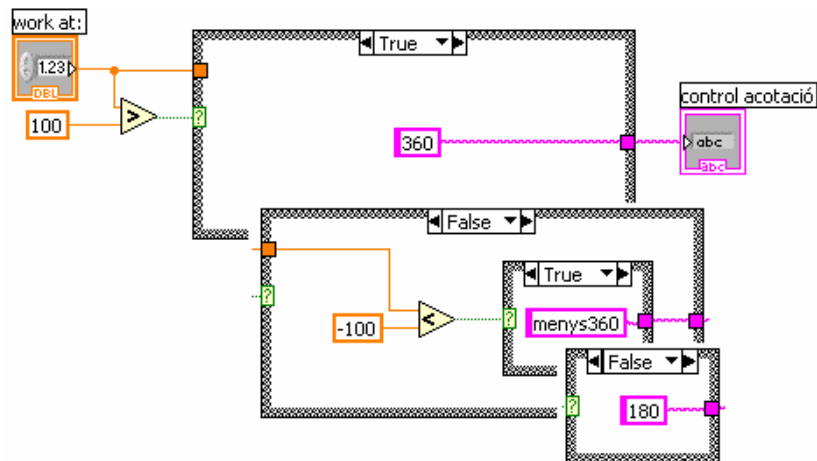 work at:
1.23
DBL
100
>
?
True
360
control acotació
abc
abc
False
?
-100
<
True
?
menys360
False
?
180